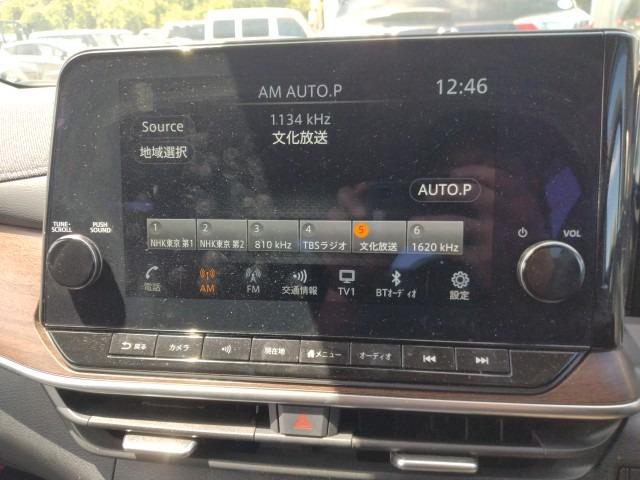 AM AUTO.P
12:46
Source
1134 kHz
文化放送
地域選択
AUTO.P
1 2 3 4 5 6
NHK東京 第1 NHK東京 第2 810 kHz TBSラジオ 文化放送 1620 kHz
TUNE・SCROLL
PUSH SOUND
VOL
電話 AM FM 交通情報 TV1 BTオーディオ 設定
戻る カメラ 現在地 メニュー オーディオ